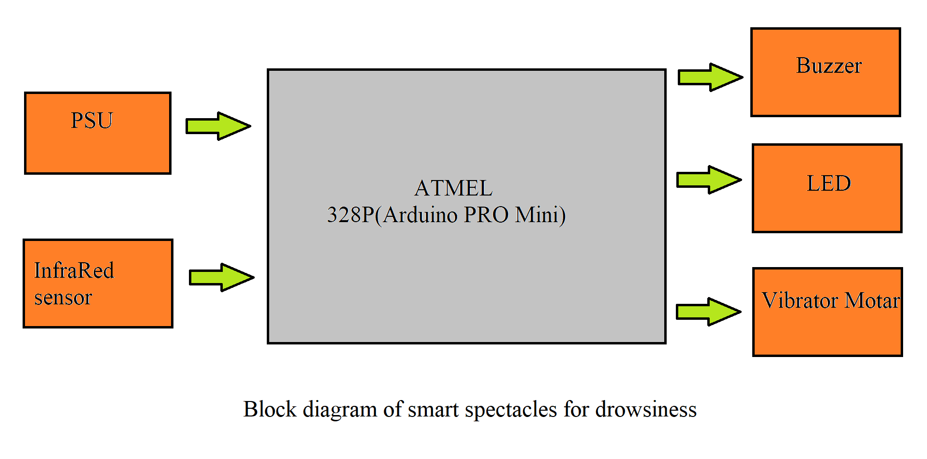 PSU
InfraRed
sensor
ATMEL
328P(Arduino PRO Mini)
Buzzer
LED
Vibrator Motar
Block diagram of smart spectacles for drowsiness